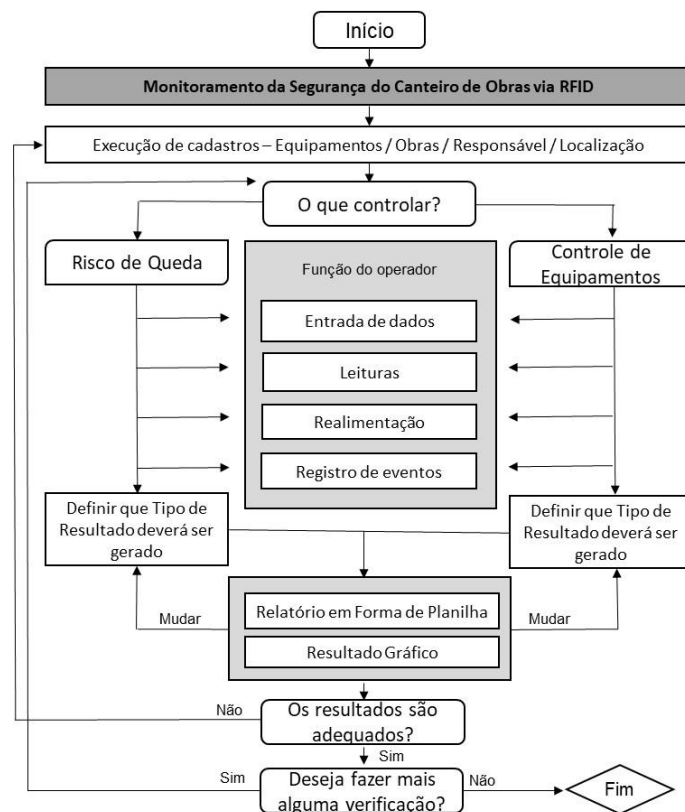 Início
Monitoramento da Segurança do Canteiro de Obras via RFID
Execução de cadastros – Equipamentos / Obras / Responsável / Localização
O que controlar?
Risco de Queda
Função do operador
Controle de
Equipamentos
Entrada de dados
Leituras
Realimentação
Registro de eventos
Definir que Tipo de
Resultado deverá ser
gerado
Definir que Tipo de
Resultado deverá ser
gerado
Mudar
Relatório em Forma de Planilha
Mudar
Resultado Gráfico
Não
Os resultados são
adequados?
Sim
Sim
Deseja fazer mais
alguma verificação?
Não
Fim